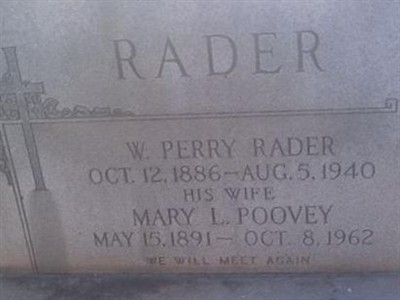 RADER
W. PERRY RADER
OCT. 12, 1886 — AUG. 5, 1940
HIS WIFE
MARY L. POOVEY
MAY 15, 1891 — OCT. 8, 1962
WE WILL MEET AGAIN